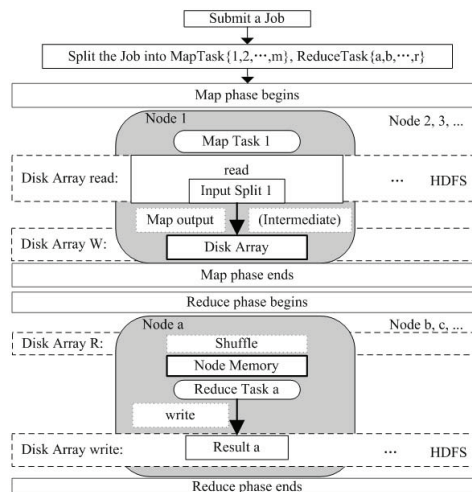 Submit a Job
Split the Job into MapTask{1,2,…,m}, ReduceTask{a,b,…,r}
Map phase begins
Node 1
Node 2, 3, ...
Map Task 1
Disk Array read:
read
... HDFS
Input Split 1
Map output
(Intermediate)
Disk Array W:
Disk Array
Map phase ends
Reduce phase begins
Node a
Node b, c, ...
Disk Array R:
Shuffle
Node Memory
Reduce Task a
write
Disk Array write:
Result a
... HDFS
Reduce phase ends